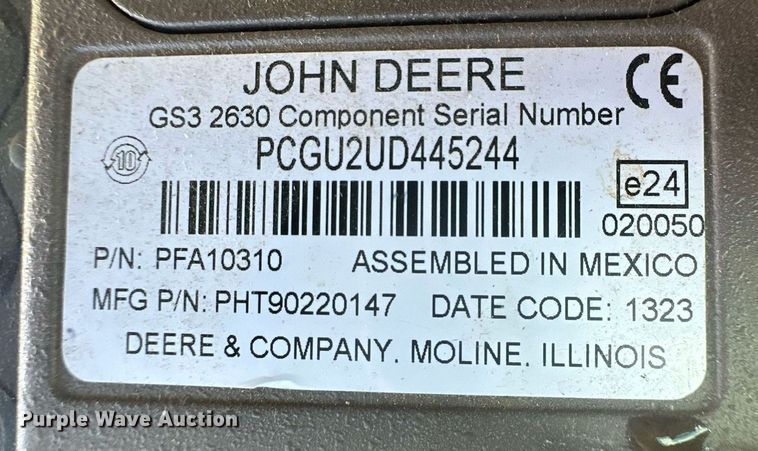 JOHN DEERE
CE
GS3 2630 Component Serial Number
10
PCGU2UD445244
e24
020050
P/N: PFA10310 ASSEMBLED IN MEXICO
MFG P/N: PHT90220147 DATE CODE: 1323
DEERE & COMPANY. MOLINE. ILLINOIS
Purple Wave Auction